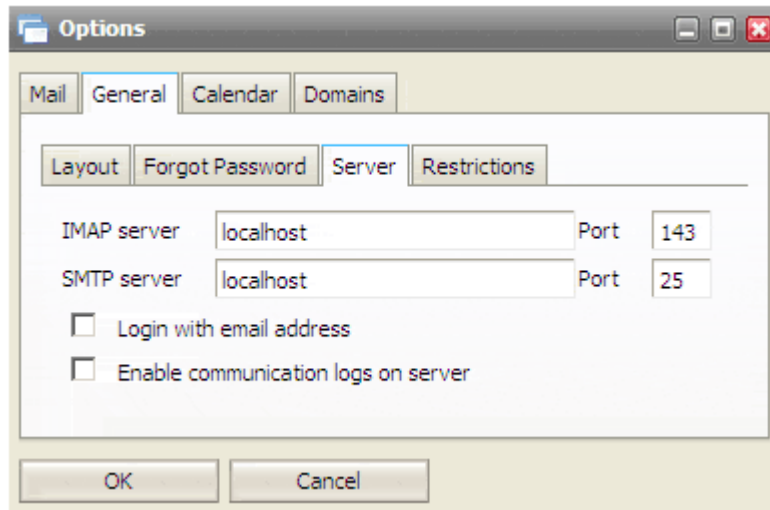 Options
Mail General Calendar Domains
Layout Forgot Password Server Restrictions
IMAP server localhost Port 143
SMTP server localhost Port 25
Login with email address
Enable communication logs on server
OK Cancel